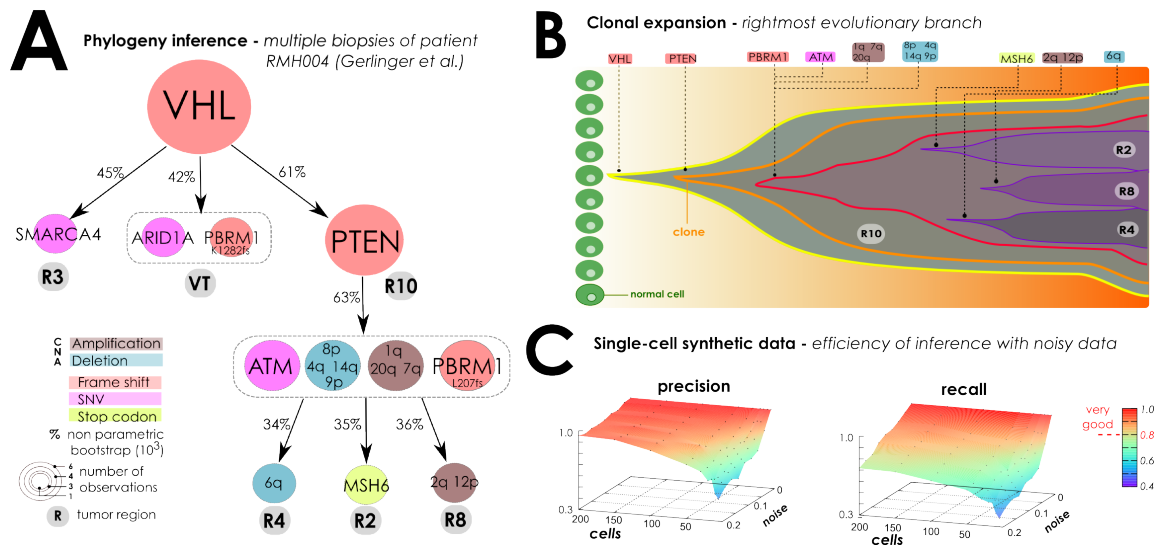 A
Phylogeny inference - multiple biopsies of patient
RMH004 (Gerlinger et al.)
VHL
45%
42%
61%
SMARCA4
ARID1A
PBRM1
K1282fs
PTEN
R3
VT
R10
63%
ATM
8p
4q 14q
9p
1q
20q 7q
PBRM1
L207fs
34%
35%
36%
6q
MSH6
2q 12p
R4
R2
R8
CNA
Amplification
Deletion
Frame shift
SNV
Stop codon
% non parametric
bootstrap (10³)
6
4
3
1
number of
observations
R tumor region
B
Clonal expansion - rightmost evolutionary branch
VHL
PTEN
PBRM1
ATM
1q 7q
20q
8p 4q
14q 9p
MSH6
2q 12p
6q
R2
R8
R4
R10
clone
normal cell
C
Single-cell synthetic data - efficiency of inference with noisy data
precision
1.0
0.3
200
150
100
50
cells
0
0.1
0.2
noise
recall
1.0
0.3
200
150
100
50
cells
0
0.1
0.2
noise
very
good
1.0
0.8
0.6
0.4